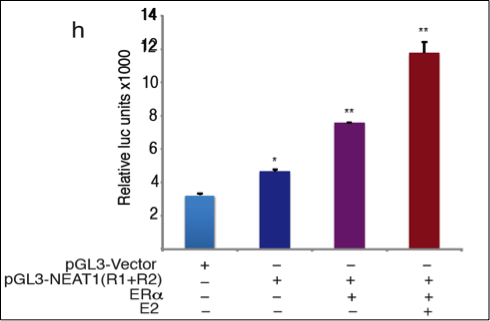 h
Relative luc units x1000
14
12
10
8
6
4
2
*
**
**
pGL3-Vector + – – –
pGL3-NEAT1(R1+R2) – + + +
ERα – – + +
E2 – – – +